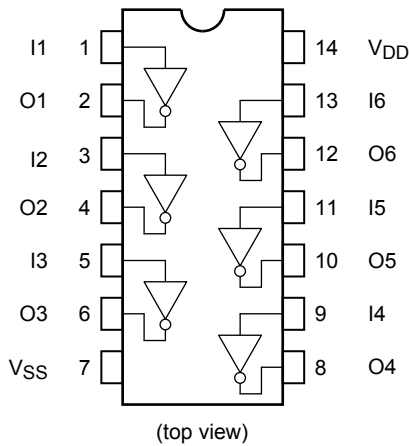 I1 1 14 VDD
O1 2 13 I6
I2 3 12 O6
O2 4 11 I5
I3 5 10 O5
O3 6 9 I4
VSS 7 8 O4
(top view)